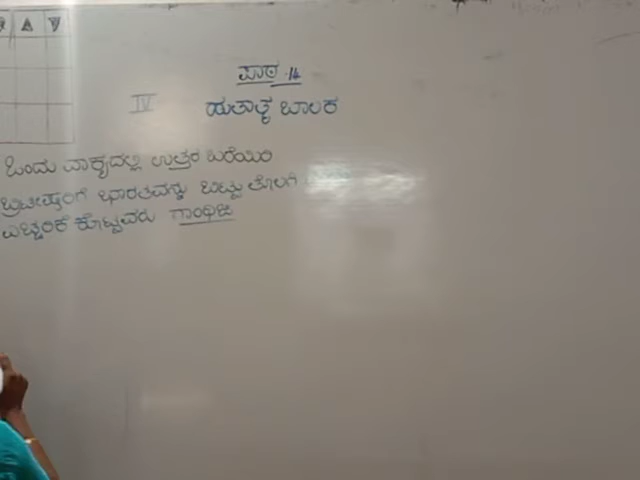 ಪಾಠ -14
IV ಹುತಾತ್ಮ ಬಾಲಕ
ಒಂದು ವಾಕ್ಯದಲ್ಲಿ ಉತ್ತರ ಬರೆಯಿರಿ
ಬ್ರಿಟೀಷರಿಗೆ ಭಾರತವನ್ನು ಬಿಟ್ಟು ತೊಲಗಿ
ಎಚ್ಚರಿಕೆ ಕೊಟ್ಟವರು ಗಾಂಧಿಜಿ